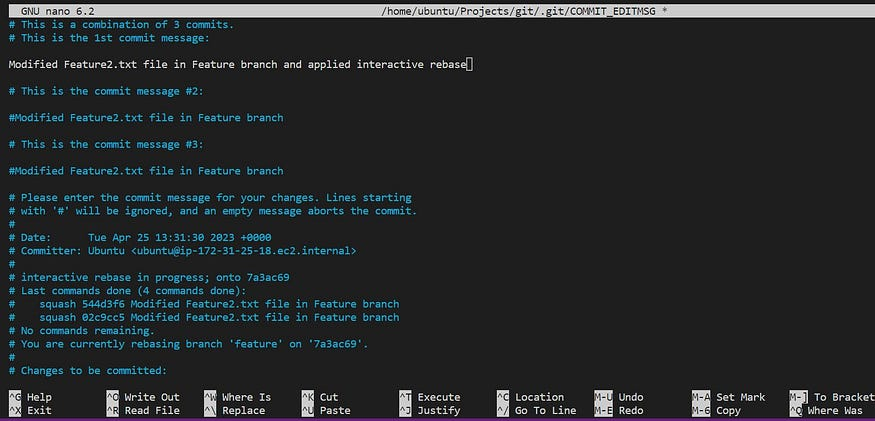 GNU nano 6.2 /home/ubuntu/Projects/git/.git/COMMIT_EDITMSG *
# This is a combination of 3 commits.
# This is the 1st commit message:
Modified Feature2.txt file in Feature branch and applied interactive rebase
# This is the commit message #2:
#Modified Feature2.txt file in Feature branch
# This is the commit message #3:
#Modified Feature2.txt file in Feature branch
# Please enter the commit message for your changes. Lines starting
# with '#' will be ignored, and an empty message aborts the commit.
#
# Date:      Tue Apr 25 13:31:30 2023 +0000
# Committer: Ubuntu <ubuntu@ip-172-31-25-18.ec2.internal>
#
# interactive rebase in progress; onto 7a3ac69
# Last commands done (4 commands done):
#    squash 544d3f6 Modified Feature2.txt file in Feature branch
#    squash 02c9cc5 Modified Feature2.txt file in Feature branch
# No commands remaining.
# You are currently rebasing branch 'feature' on '7a3ac69'.
#
# Changes to be committed:
^G Help ^O Write Out ^W Where Is ^K Cut ^T Execute ^C Location M-U Undo M-A Set Mark M-] To Bracket
^X Exit ^R Read File ^\ Replace ^U Paste ^J Justify ^/ Go To Line M-E Redo M-6 Copy ^Q Where Was